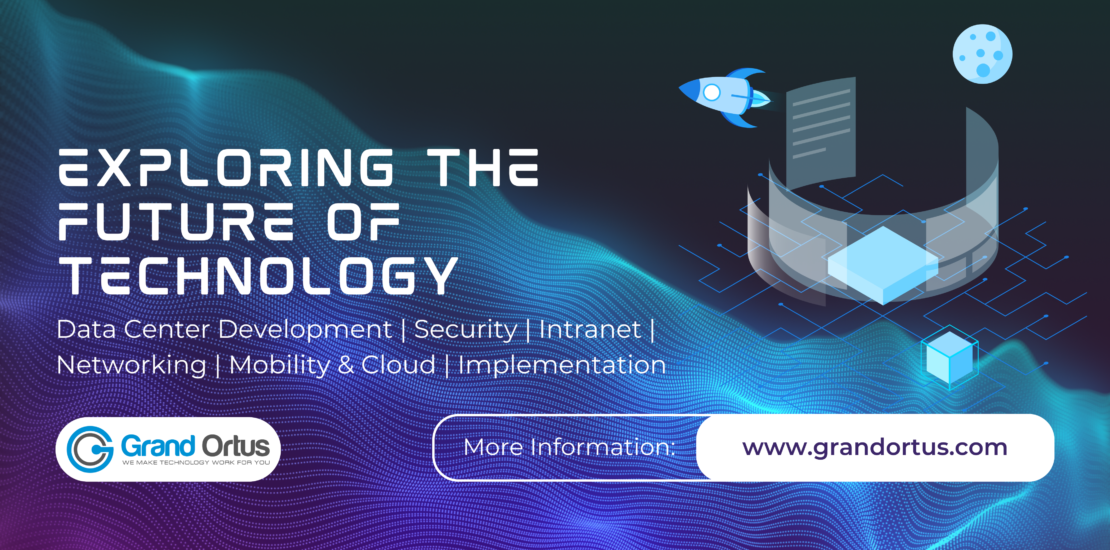 EXPLORING THE
FUTURE OF
TECHNOLOGY
Data Center Development | Security | Intranet |
Networking | Mobility & Cloud | Implementation
Grand Ortus
WE MAKE TECHNOLOGY WORK FOR YOU
More Information:
www.grandortus.com